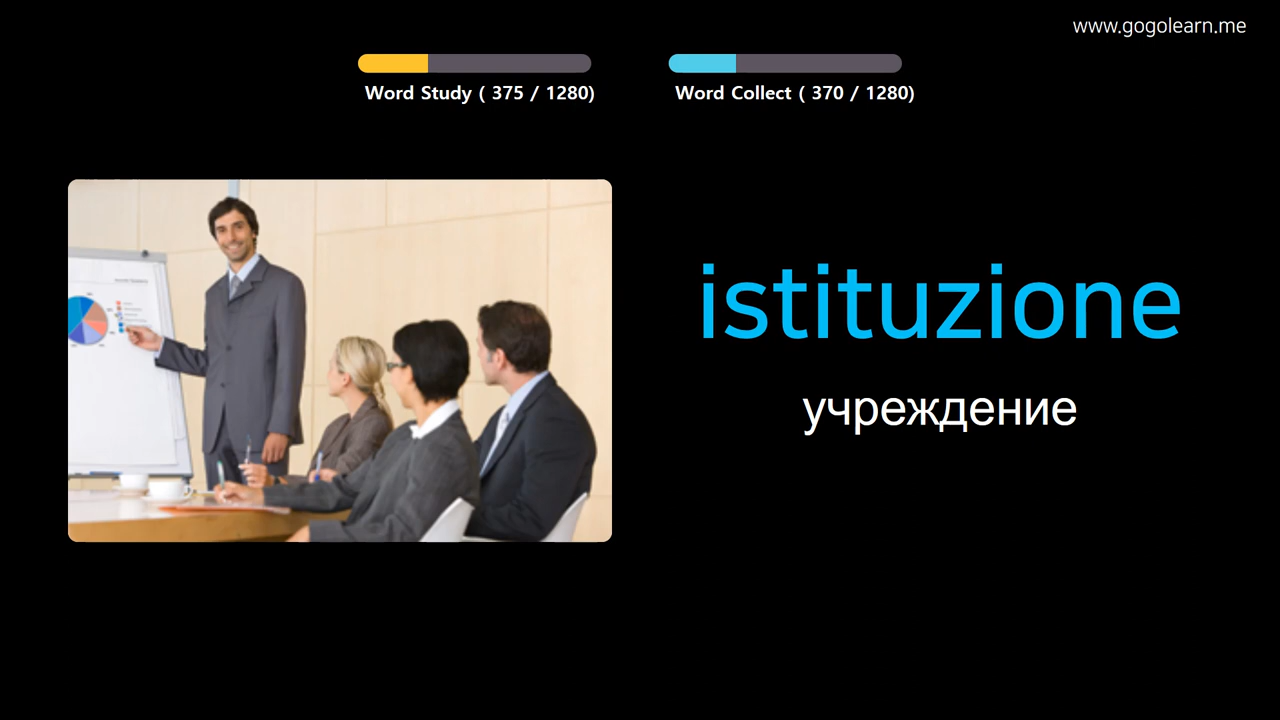 www.gogolearn.me
Word Study ( 375 / 1280)
Word Collect ( 370 / 1280)
istituzione
учреждение